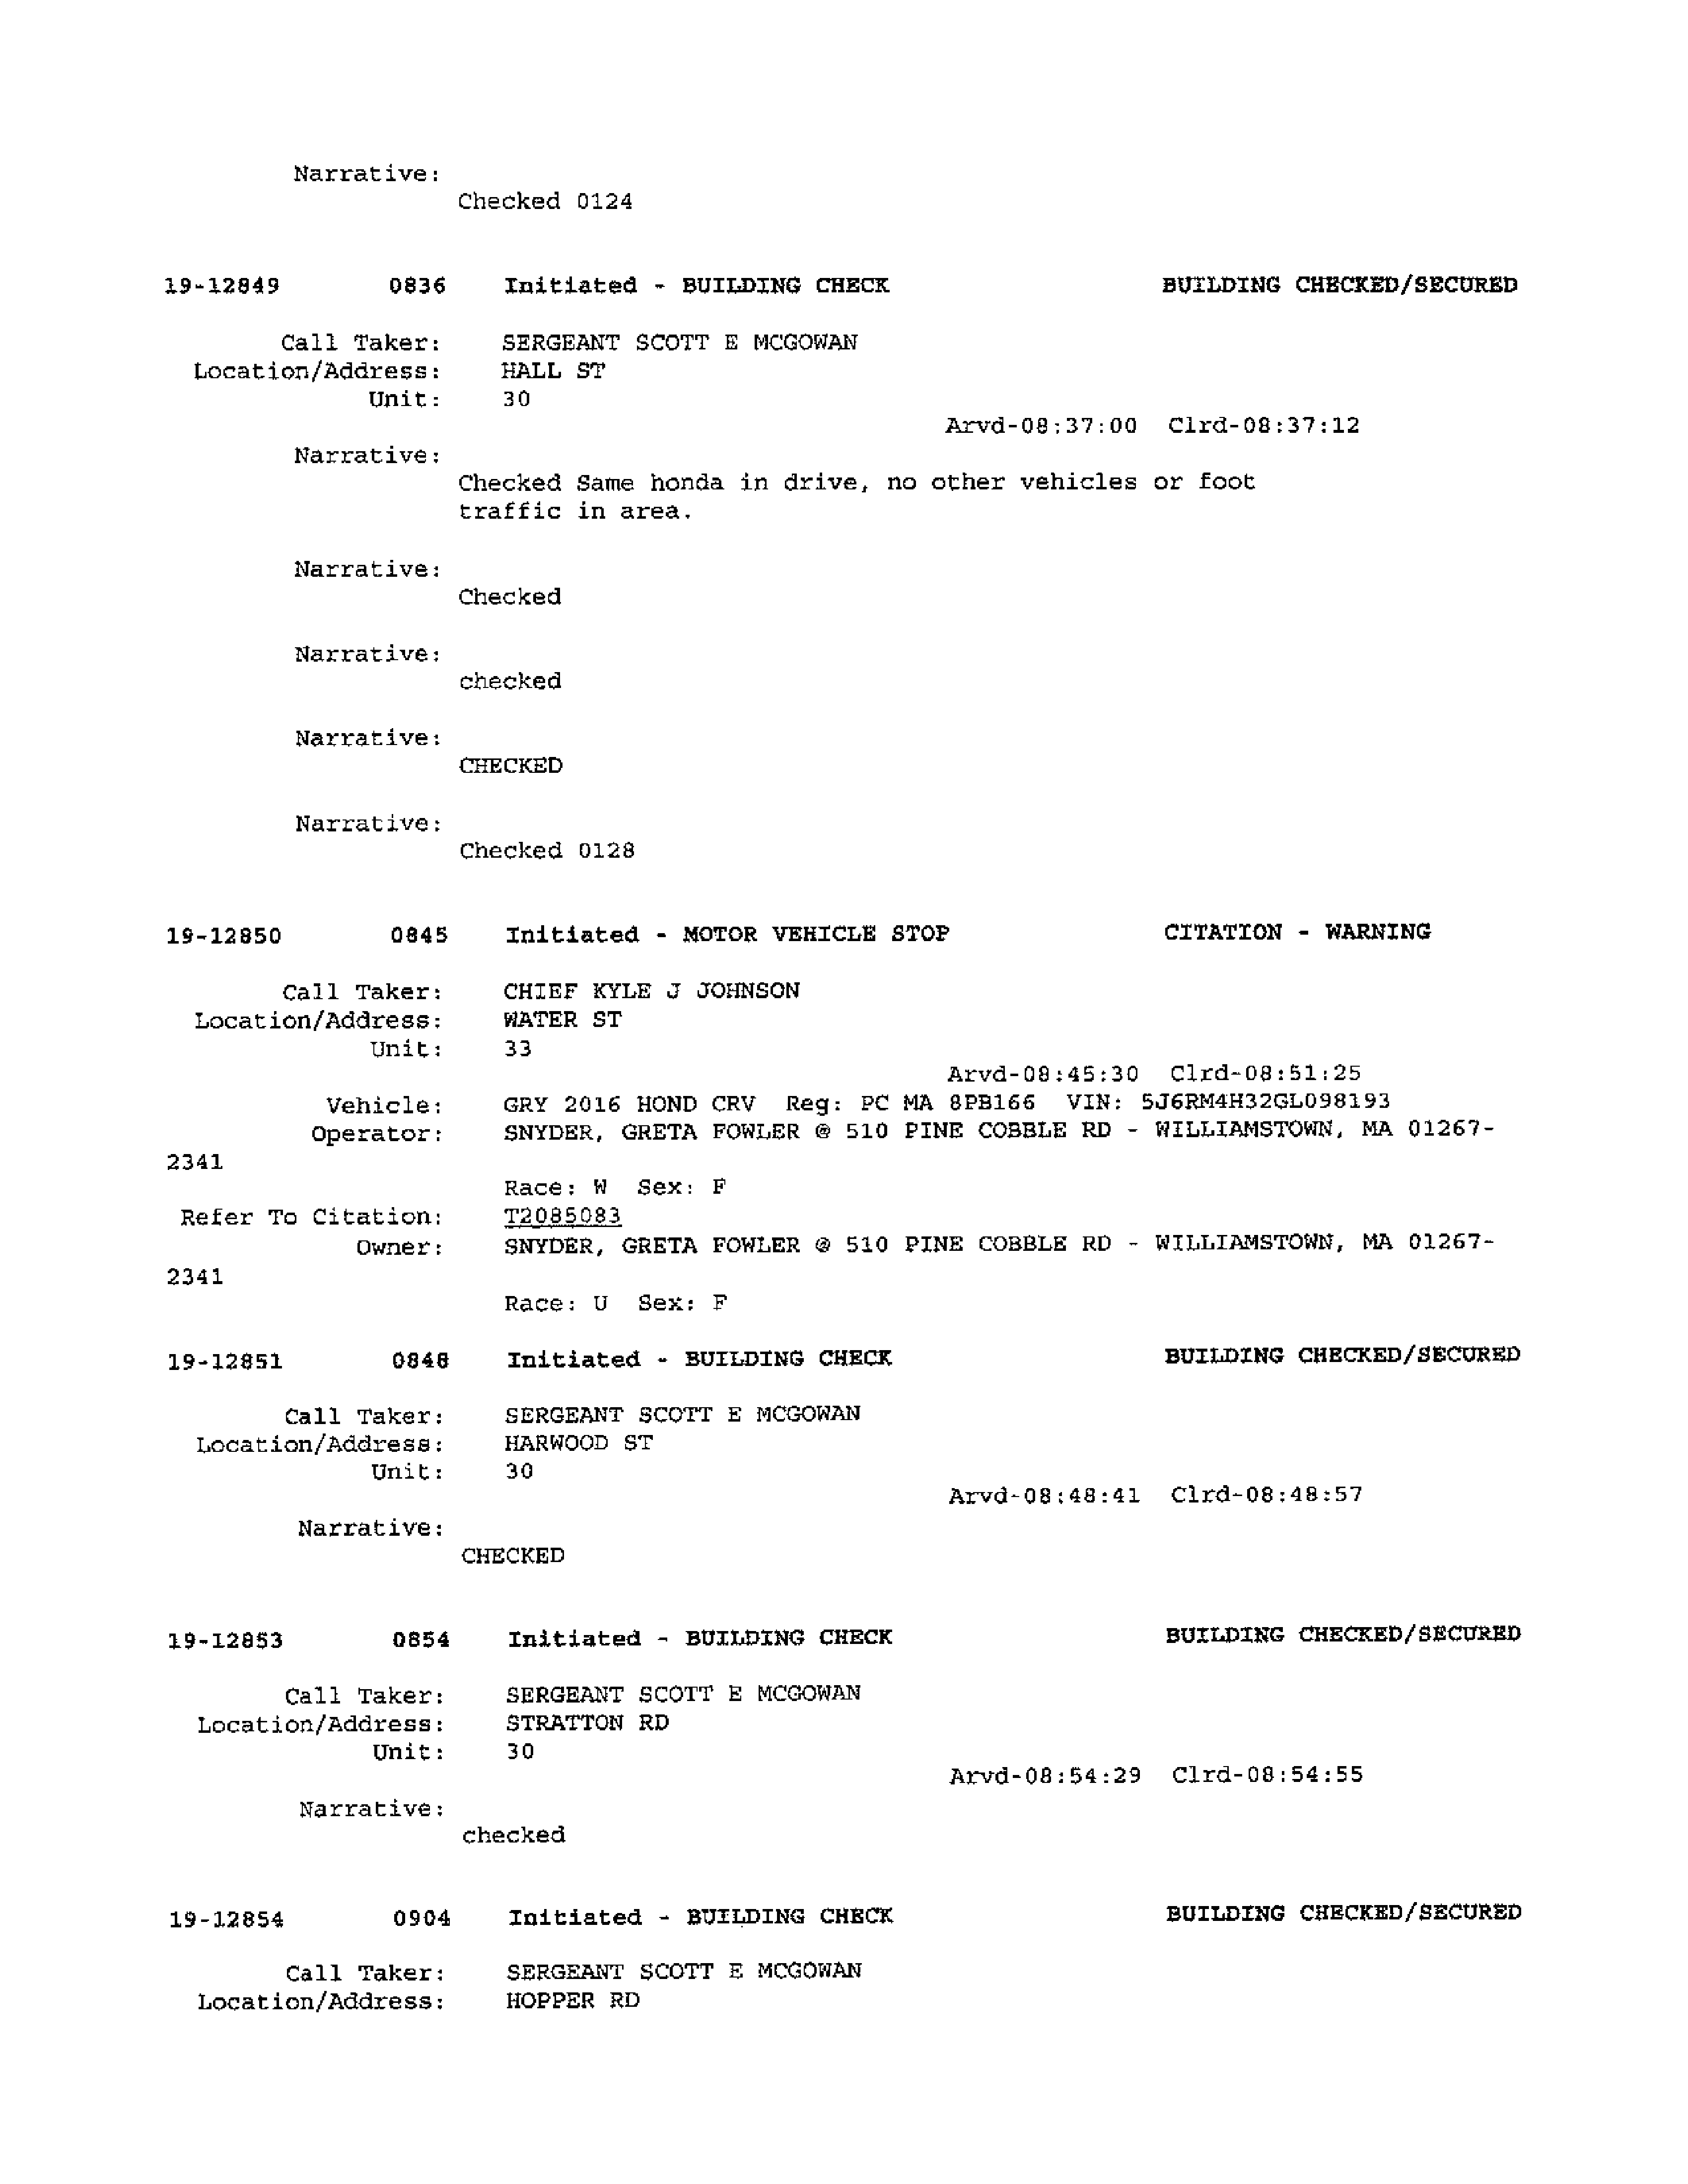 Narrative:
Checked 0124
19-12849 0836 Initiated - BUILDING CHECK BUILDING CHECKED/SECURED
Call Taker: SERGEANT SCOTT E MCGOWAN
Location/Address: HALL ST
Unit: 30
Arvd-08:37:00 Clrd-08:37:12
Narrative:
Checked Same honda in drive, no other vehicles or foot
traffic in area.
Narrative:
Checked
Narrative:
checked
Narrative:
CHECKED
Narrative:
Checked 0128
19-12850 0845 Initiated - MOTOR VEHICLE STOP CITATION - WARNING
Call Taker: CHIEF KYLE J JOHNSON
Location/Address: WATER ST
Unit: 33
Arvd-08:45:30 Clrd-08:51:25
Vehicle: GRY 2016 HOND CRV Reg: PC MA 8PB166 VIN: 5J6RM4H32GL098193
Operator: SNYDER, GRETA FOWLER @ 510 PINE COBBLE RD - WILLIAMSTOWN, MA 01267-
2341
Race: W Sex: F
Refer To Citation: T2085083
Owner: SNYDER, GRETA FOWLER @ 510 PINE COBBLE RD - WILLIAMSTOWN, MA 01267-
2341
Race: U Sex: F
19-12851 0848 Initiated - BUILDING CHECK BUILDING CHECKED/SECURED
Call Taker: SERGEANT SCOTT E MCGOWAN
Location/Address: HARWOOD ST
Unit: 30
Arvd-08:48:41 Clrd-08:48:57
Narrative:
CHECKED
19-12853 0854 Initiated - BUILDING CHECK BUILDING CHECKED/SECURED
Call Taker: SERGEANT SCOTT E MCGOWAN
Location/Address: STRATTON RD
Unit: 30
Arvd-08:54:29 Clrd-08:54:55
Narrative:
checked
19-12854 0904 Initiated - BUILDING CHECK BUILDING CHECKED/SECURED
Call Taker: SERGEANT SCOTT E MCGOWAN
Location/Address: HOPPER RD